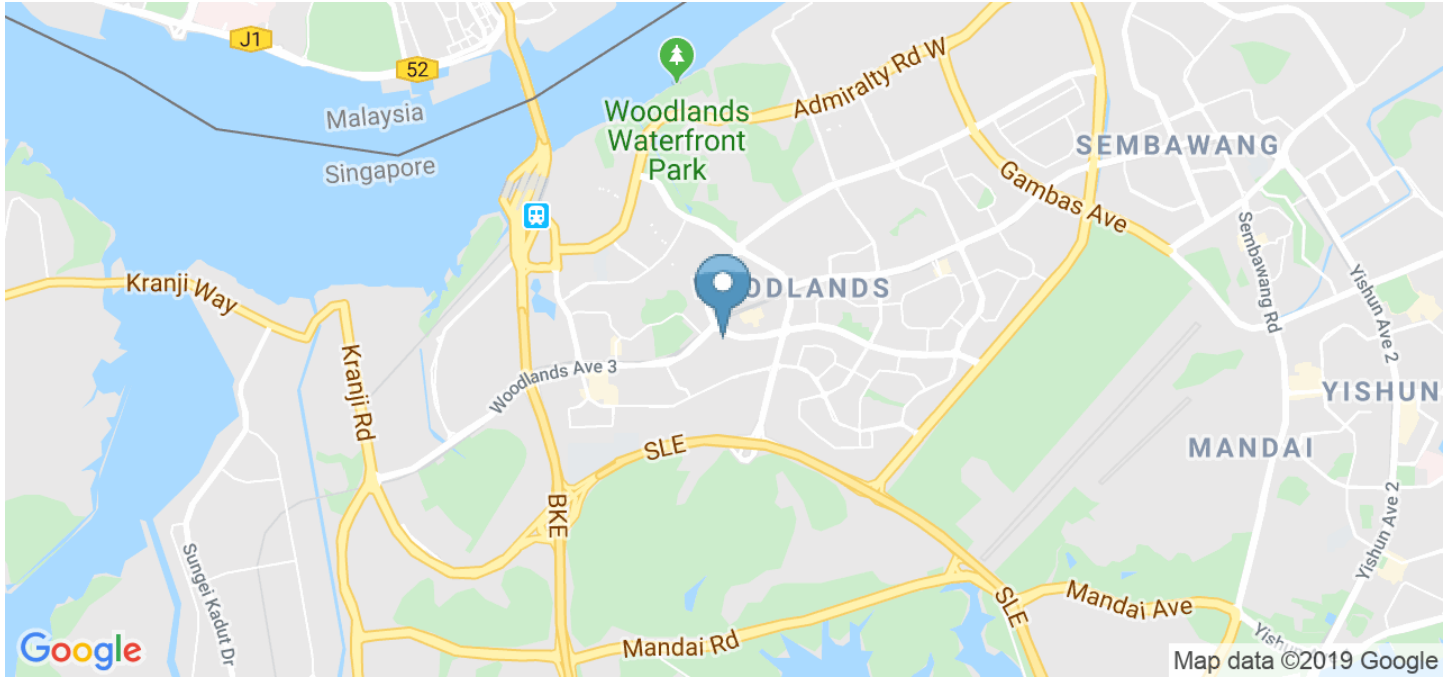 J1
52
Admiralty Rd W
Malaysia
Singapore
Woodlands
Waterfront
Park
SEMBAWANG
Gambas Ave
Sembawang Rd
Yishun Ave 2
Kranji Way
ODLANDS
Woodlands Ave 3
Kranji Rd
YISHUN
MANDAI
SLE
BKE
Yishun Ave 2
Sungei Kadut Dr
SLE
Mandai Ave
Mandai Rd
Yishun
Google
Map data ©2019 Google